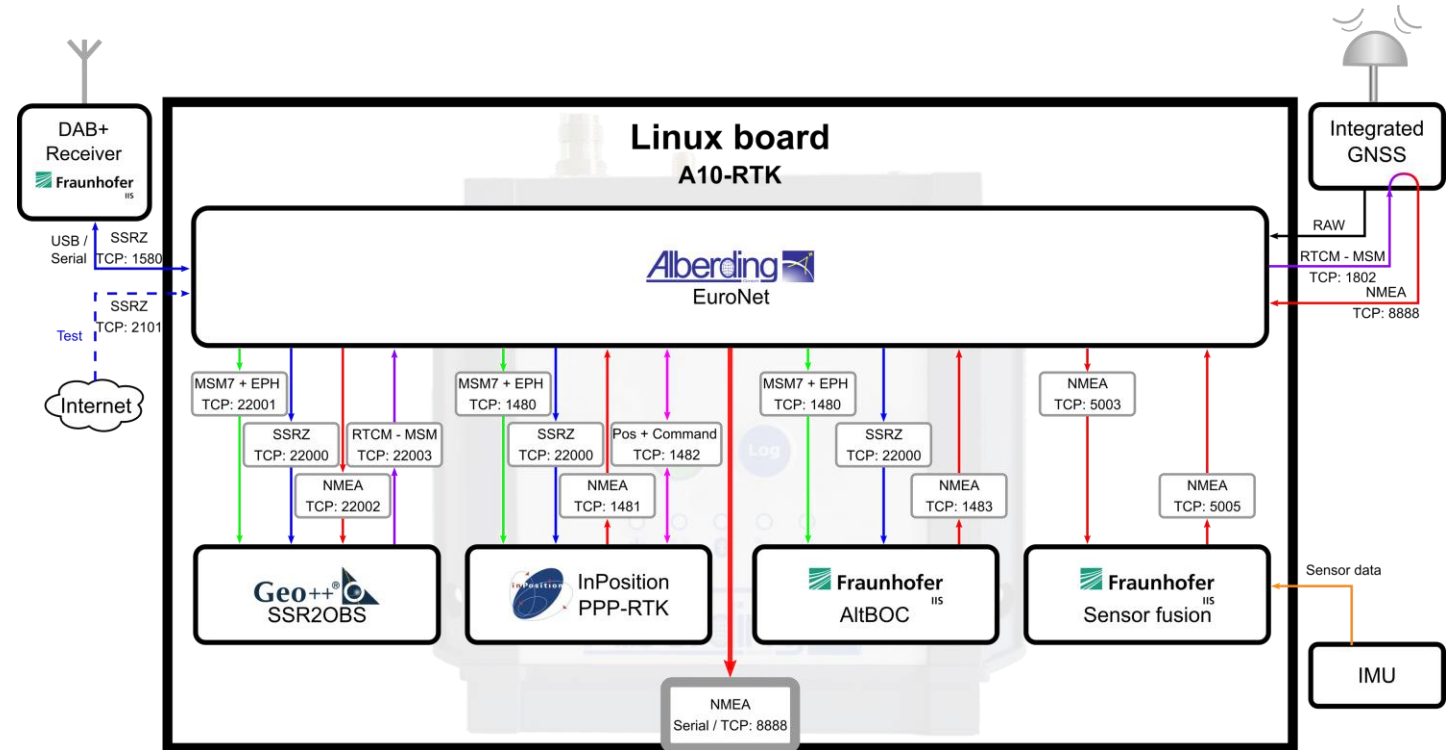 DAB+
Receiver
Fraunhofer
IIS
Linux board
A10-RTK
Integrated
GNSS
USB /
Serial
SSRZ
TCP: 1580
SSRZ
TCP: 2101
Test
Internet
Alberding
EuroNet
RAW
RTCM - MSM
TCP: 1802
NMEA
TCP: 8888
MSM7 + EPH
TCP: 22001
SSRZ
TCP: 22000
NMEA
TCP: 22002
RTCM - MSM
TCP: 22003
MSM7 + EPH
TCP: 1480
SSRZ
TCP: 22000
NMEA
TCP: 1481
Pos + Command
TCP: 1482
Log
MSM7 + EPH
TCP: 1480
SSRZ
TCP: 22000
NMEA
TCP: 1483
NMEA
TCP: 5003
NMEA
TCP: 5005
Geo++®
SSR2OBS
inPosition
InPosition
PPP-RTK
Fraunhofer
IIS
AltBOC
Fraunhofer
IIS
Sensor fusion
Sensor data
IMU
NMEA
Serial / TCP: 8888